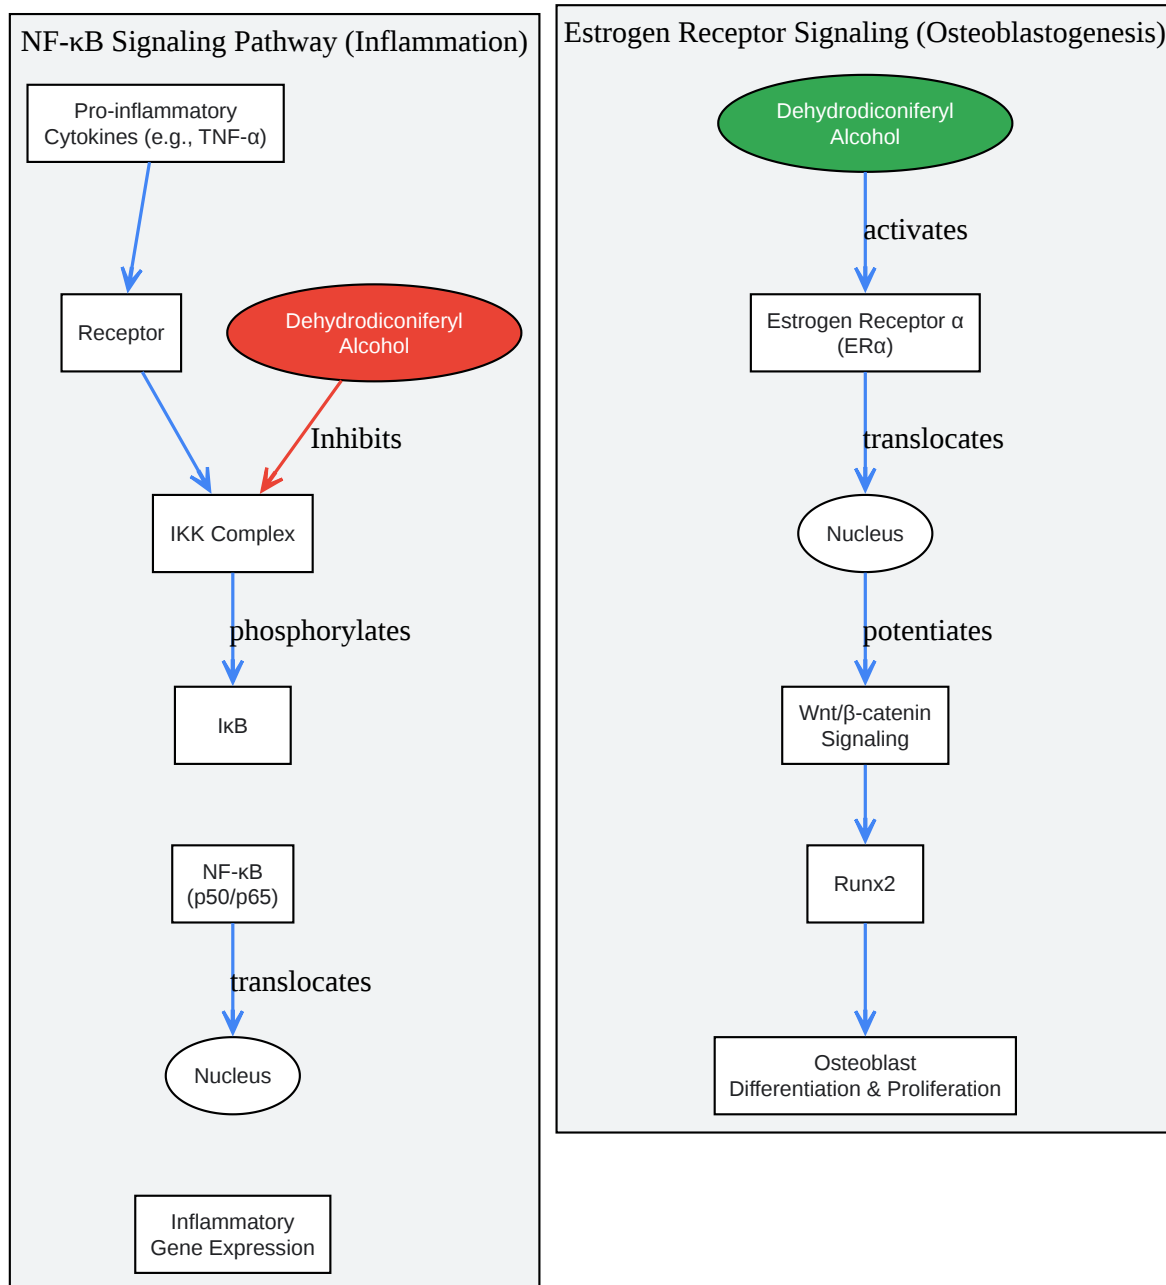 NF-κB Signaling Pathway (Inflammation)
Pro-inflammatory
Cytokines (e.g., TNF-α)
Receptor
Dehydrodiconiferyl
Alcohol
Inhibits
IKK Complex
phosphorylates
IκB
NF-κB
(p50/p65)
translocates
Nucleus
Inflammatory
Gene Expression
Estrogen Receptor Signaling (Osteoblastogenesis)
Dehydrodiconiferyl
Alcohol
activates
Estrogen Receptor α
(ERα)
translocates
Nucleus
potentiates
Wnt/β-catenin
Signaling
Runx2
Osteoblast
Differentiation & Proliferation